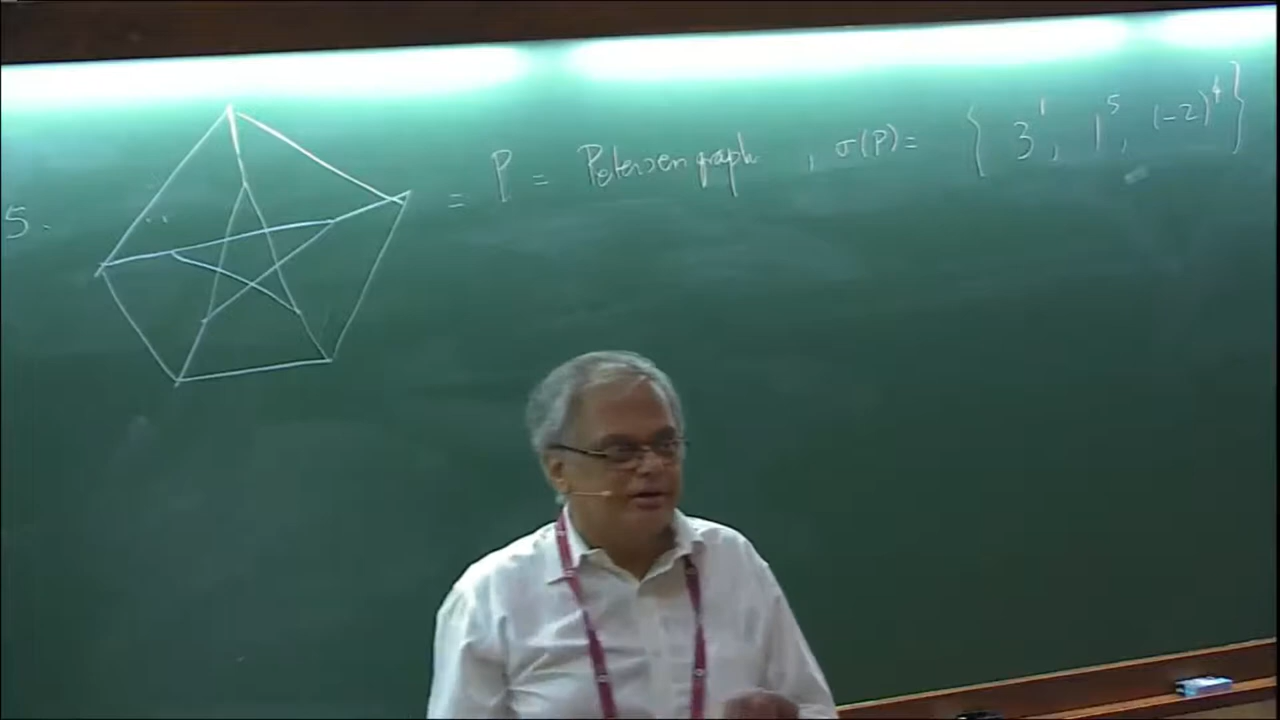 5. = P = Petersen graph, σ(P) = { 3¹, 1⁵, (-2)⁴ }